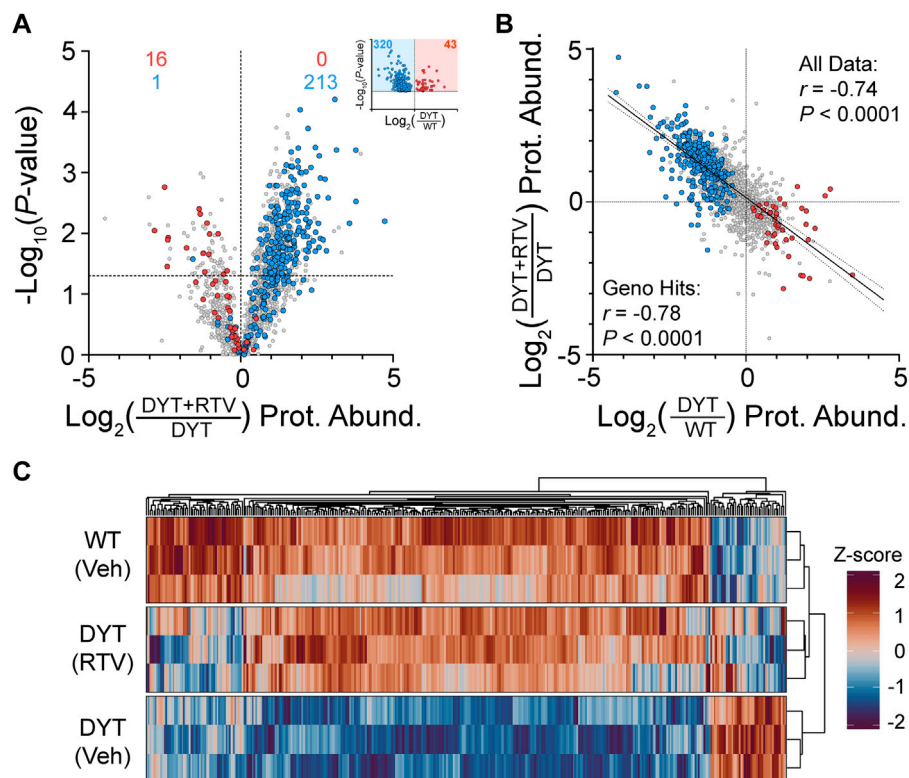 A
5
4
3
2
1
0
-Log10(P-value)
16
1
0
213
-5
0
5
Log2(DYT+RTV/DYT) Prot. Abund.
320
43
-Log10(P-value)
Log2(DYT/WT)
B
5
0
-5
Log2(DYT+RTV/DYT) Prot. Abund.
All Data:
r = -0.74
P < 0.0001
Geno Hits:
r = -0.78
P < 0.0001
-5
0
5
Log2(DYT/WT) Prot. Abund.
C
WT
(Veh)
DYT
(RTV)
DYT
(Veh)
Z-score
2
1
0
-1
-2